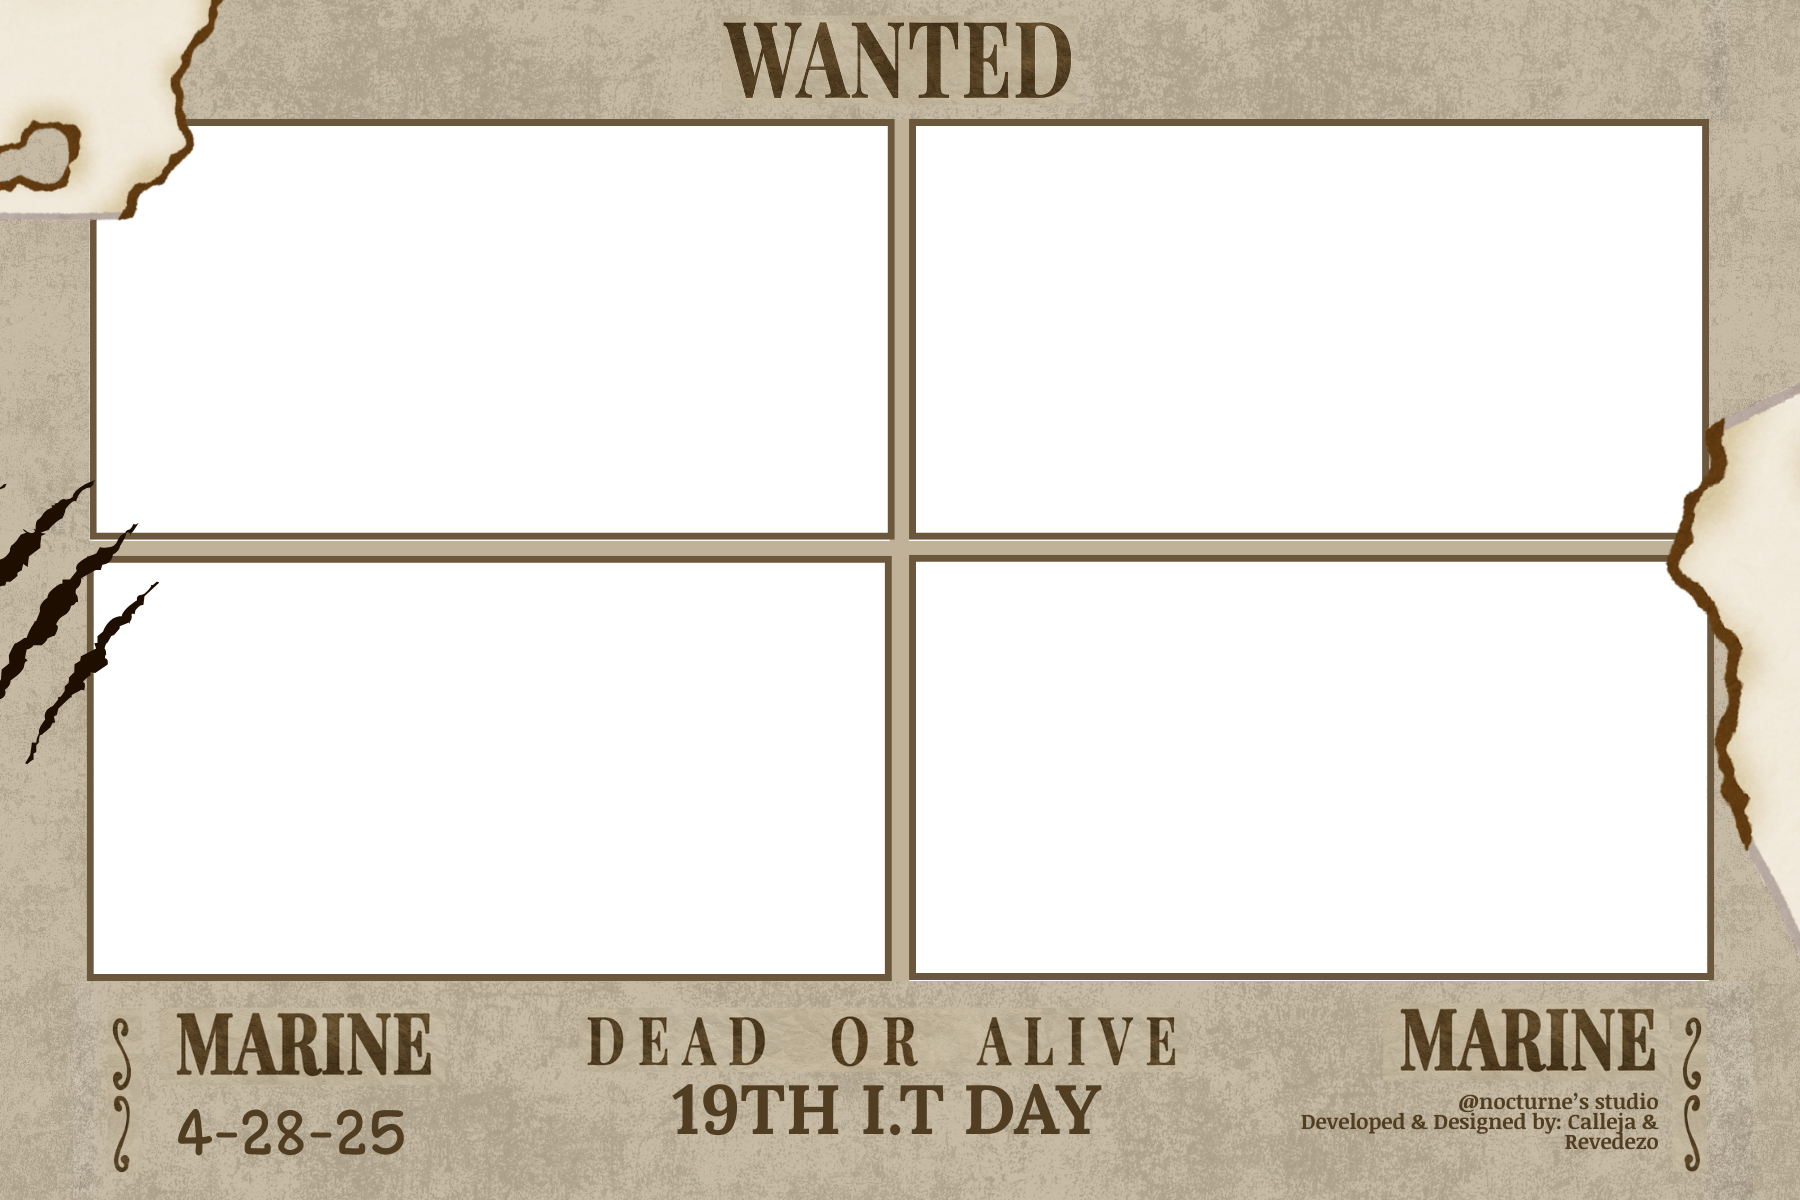 WANTED
MARINE
4-28-25
DEAD OR ALIVE
19TH I.T DAY
MARINE
@nocturne’s studio
Developed & Designed by: Calleja &
Revedezo